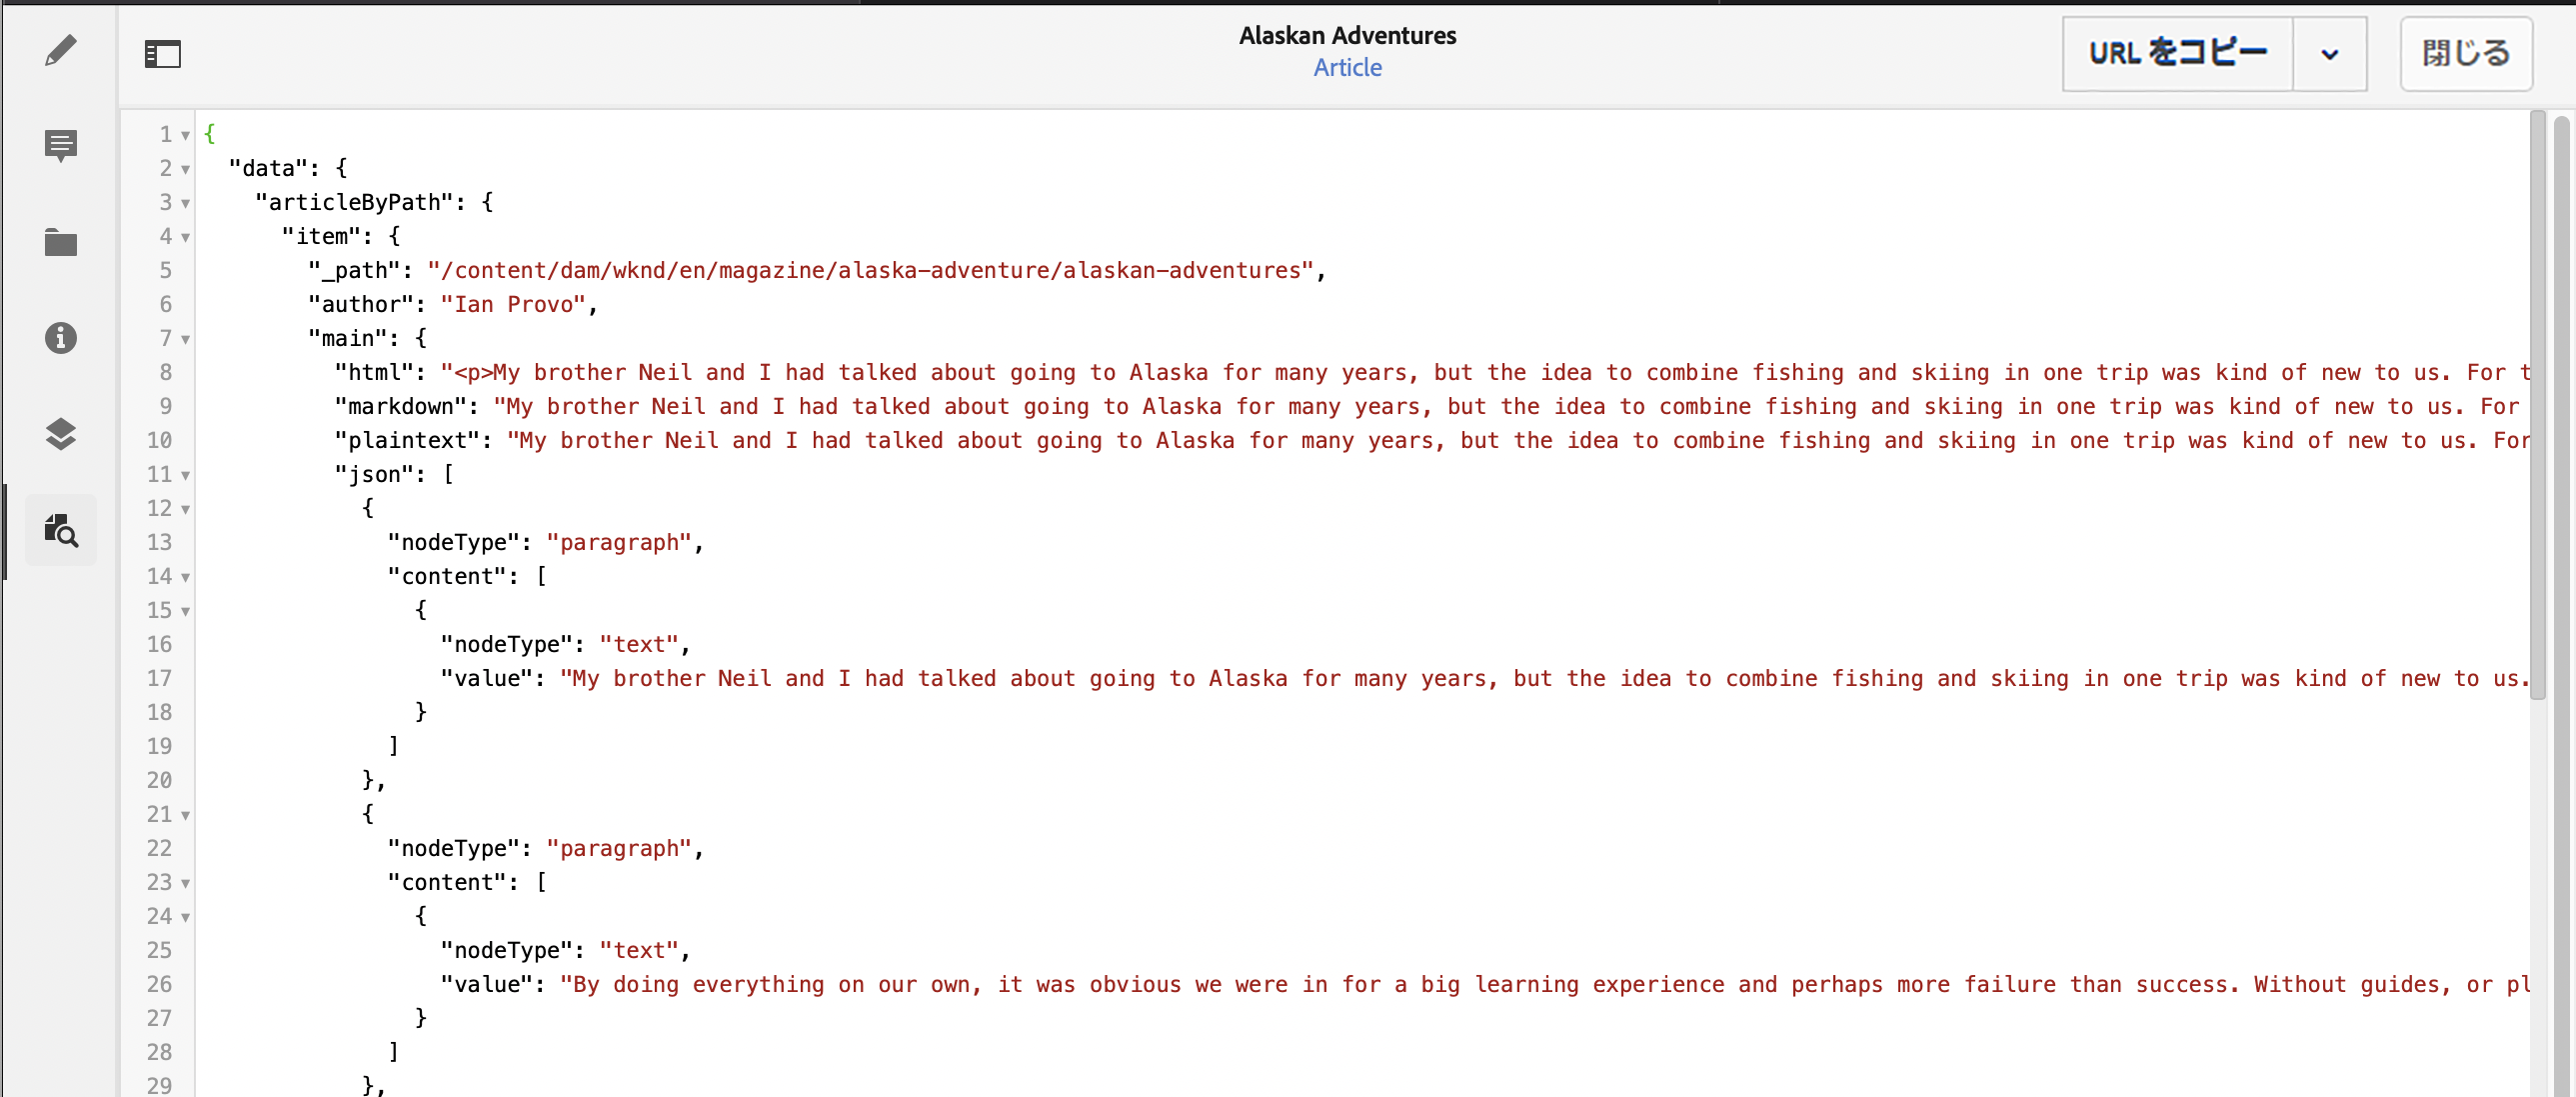 Alaskan Adventures
Article
URL をコピー
閉じる
1 {
2 "data": {
3 "articleByPath": {
4 "item": {
5 "_path": "/content/dam/wknd/en/magazine/alaska-adventure/alaskan-adventures",
6 "author": "Ian Provo",
7 "main": {
8 "html": "<p>My brother Neil and I had talked about going to Alaska for many years, but the idea to combine fishing and skiing in one trip was kind of new to us. For t
9 "markdown": "My brother Neil and I had talked about going to Alaska for many years, but the idea to combine fishing and skiing in one trip was kind of new to us. For
10 "plaintext": "My brother Neil and I had talked about going to Alaska for many years, but the idea to combine fishing and skiing in one trip was kind of new to us. For
11 "json": [
12 {
13 "nodeType": "paragraph",
14 "content": [
15 {
16 "nodeType": "text",
17 "value": "My brother Neil and I had talked about going to Alaska for many years, but the idea to combine fishing and skiing in one trip was kind of new to us.
18 }
19 ]
20 },
21 {
22 "nodeType": "paragraph",
23 "content": [
24 {
25 "nodeType": "text",
26 "value": "By doing everything on our own, it was obvious we were in for a big learning experience and perhaps more failure than success. Without guides, or pl
27 }
28 ]
29 },